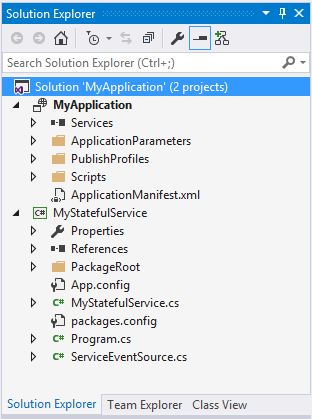 Solution Explorer
Search Solution Explorer (Ctrl+;)
Solution 'MyApplication' (2 projects)
MyApplication
Services
ApplicationParameters
PublishProfiles
Scripts
ApplicationManifest.xml
C# MyStatefulService
Properties
References
PackageRoot
App.config
C# MyStatefulService.cs
packages.config
C# Program.cs
C# ServiceEventSource.cs
Solution Explorer Team Explorer Class View